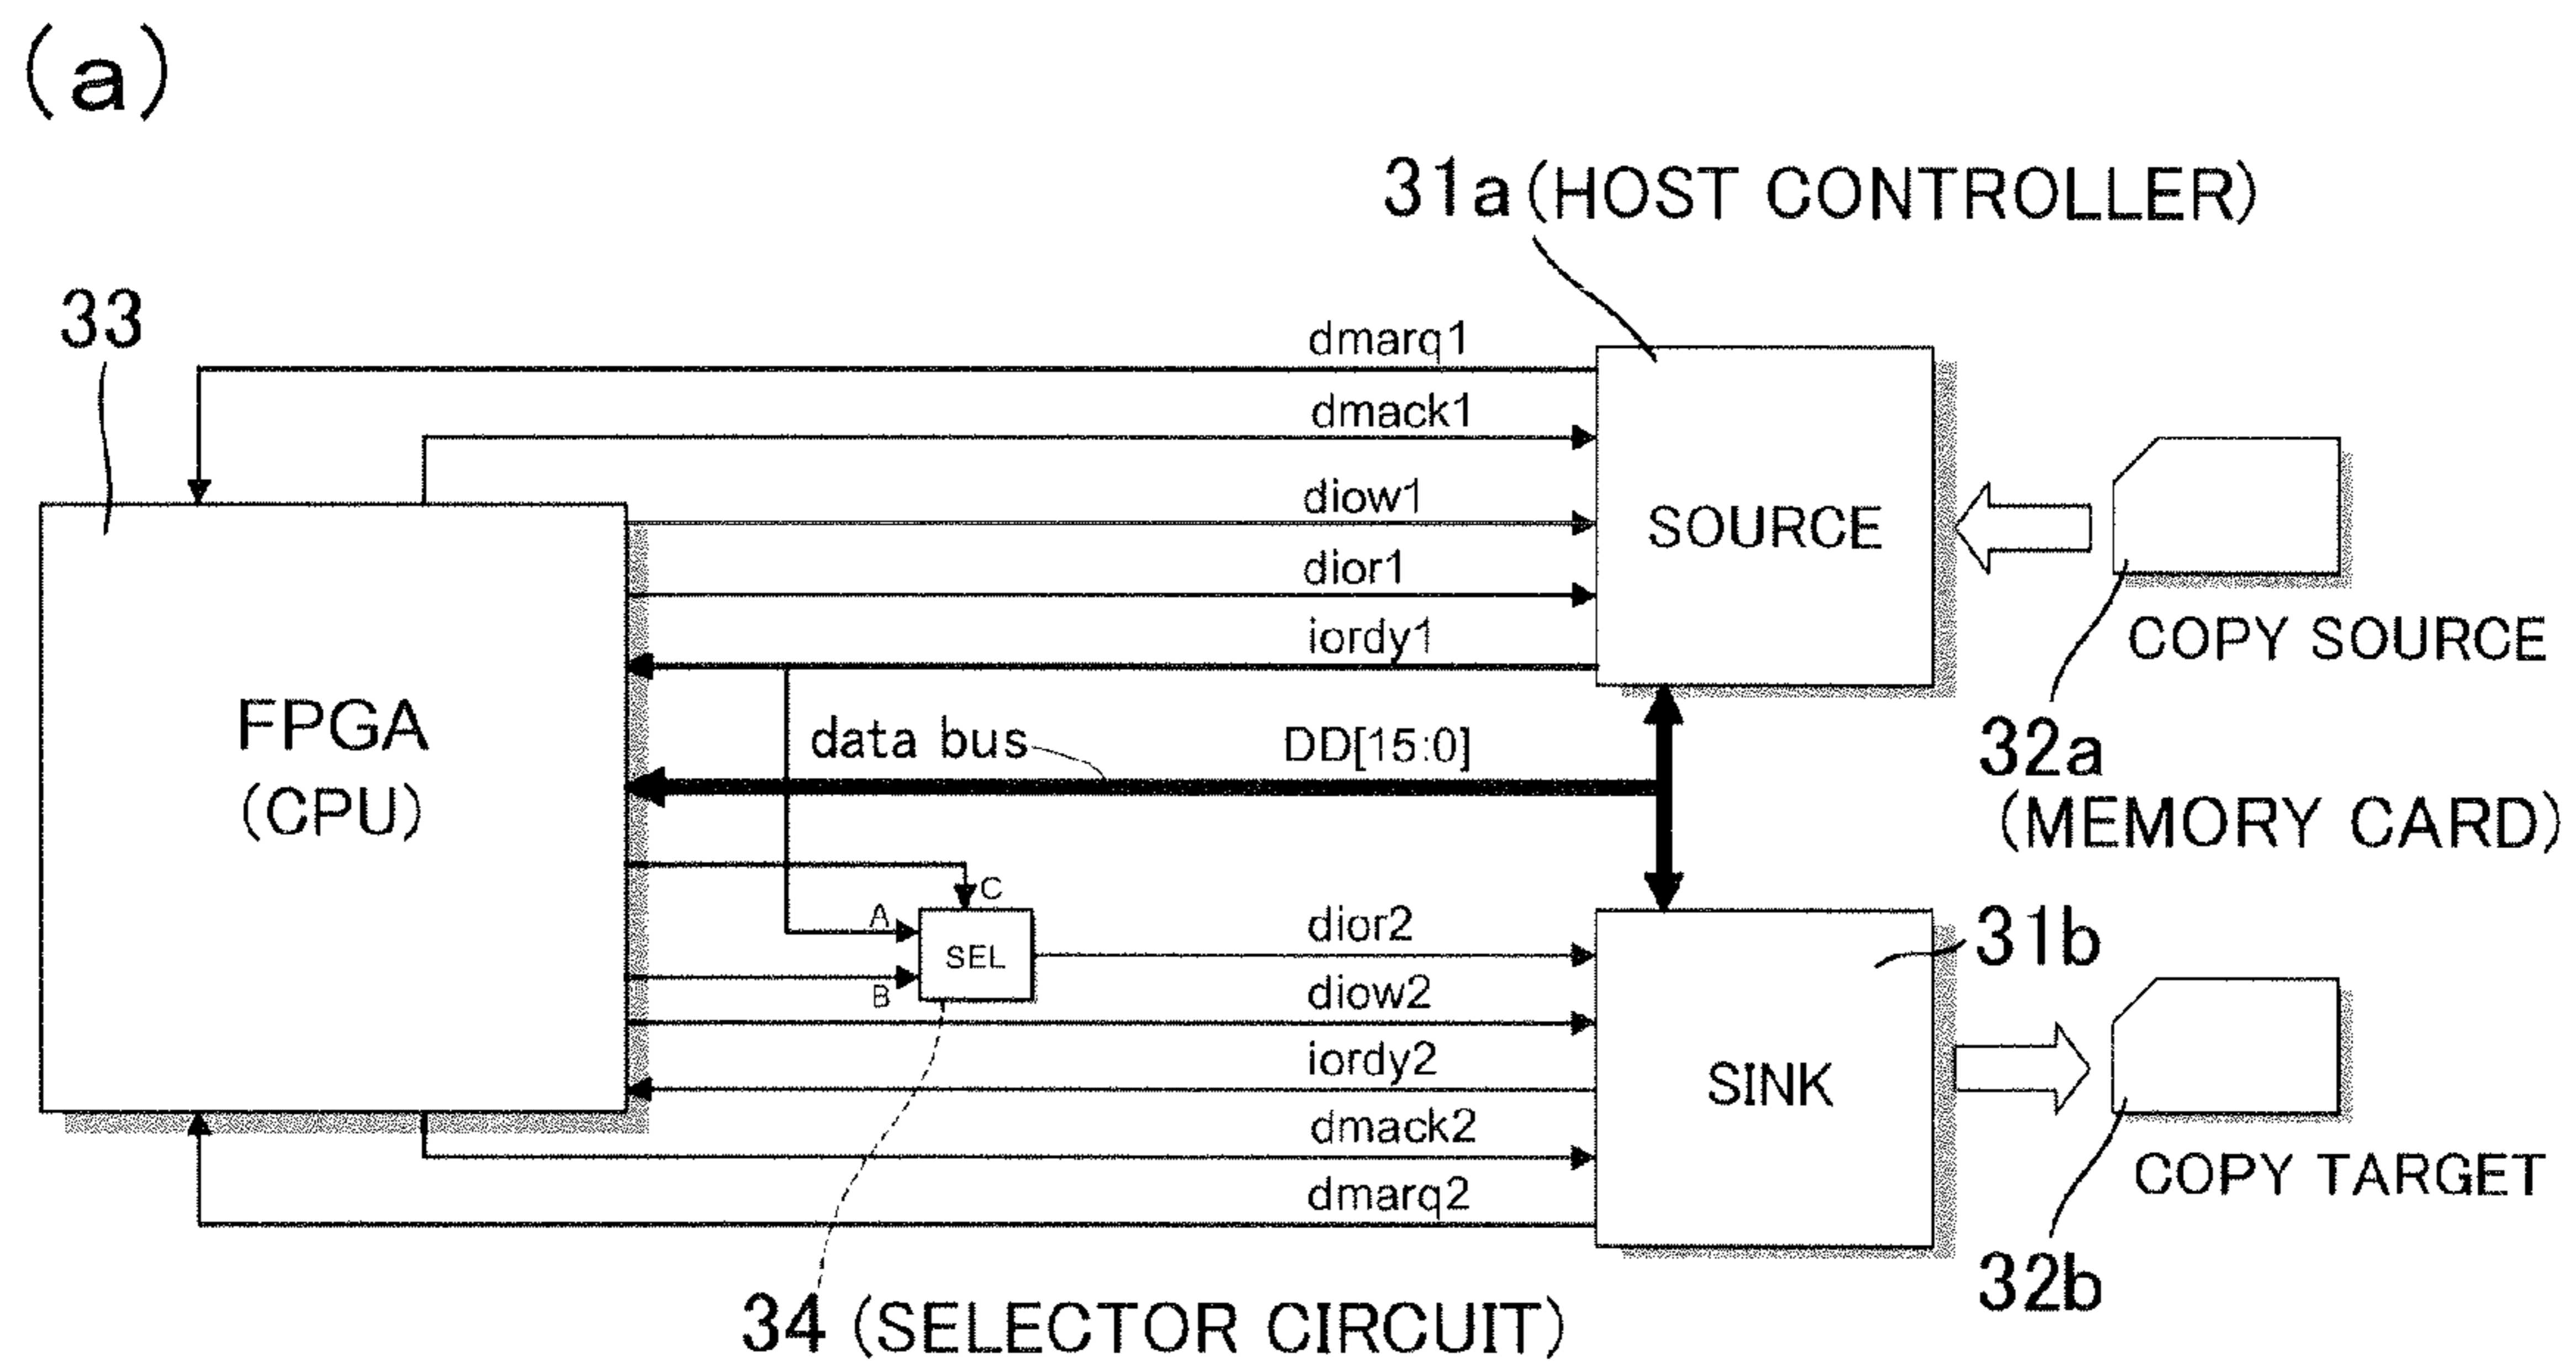 (a)
31a (HOST CONTROLLER)
33
dmarq1
dmack1
diow1
dior1
iordy1
SOURCE
COPY SOURCE
32a
(MEMORY CARD)
FPGA
(CPU)
data bus
DD[15:0]
C
A
SEL
B
dior2
diow2
iordy2
dmack2
dmarq2
31b
SINK
COPY TARGET
32b
34 (SELECTOR CIRCUIT)